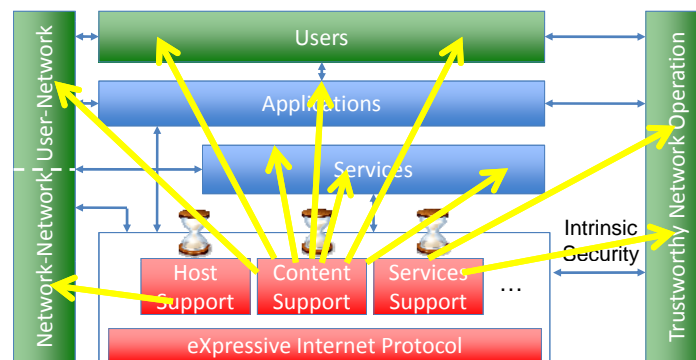 Users
Applications
Services
User-Network
Network-Network
Trustworthy Network Operation
Intrinsic
Security
Host
Support
Content
Support
Services
Support
...
eXpressive Internet Protocol